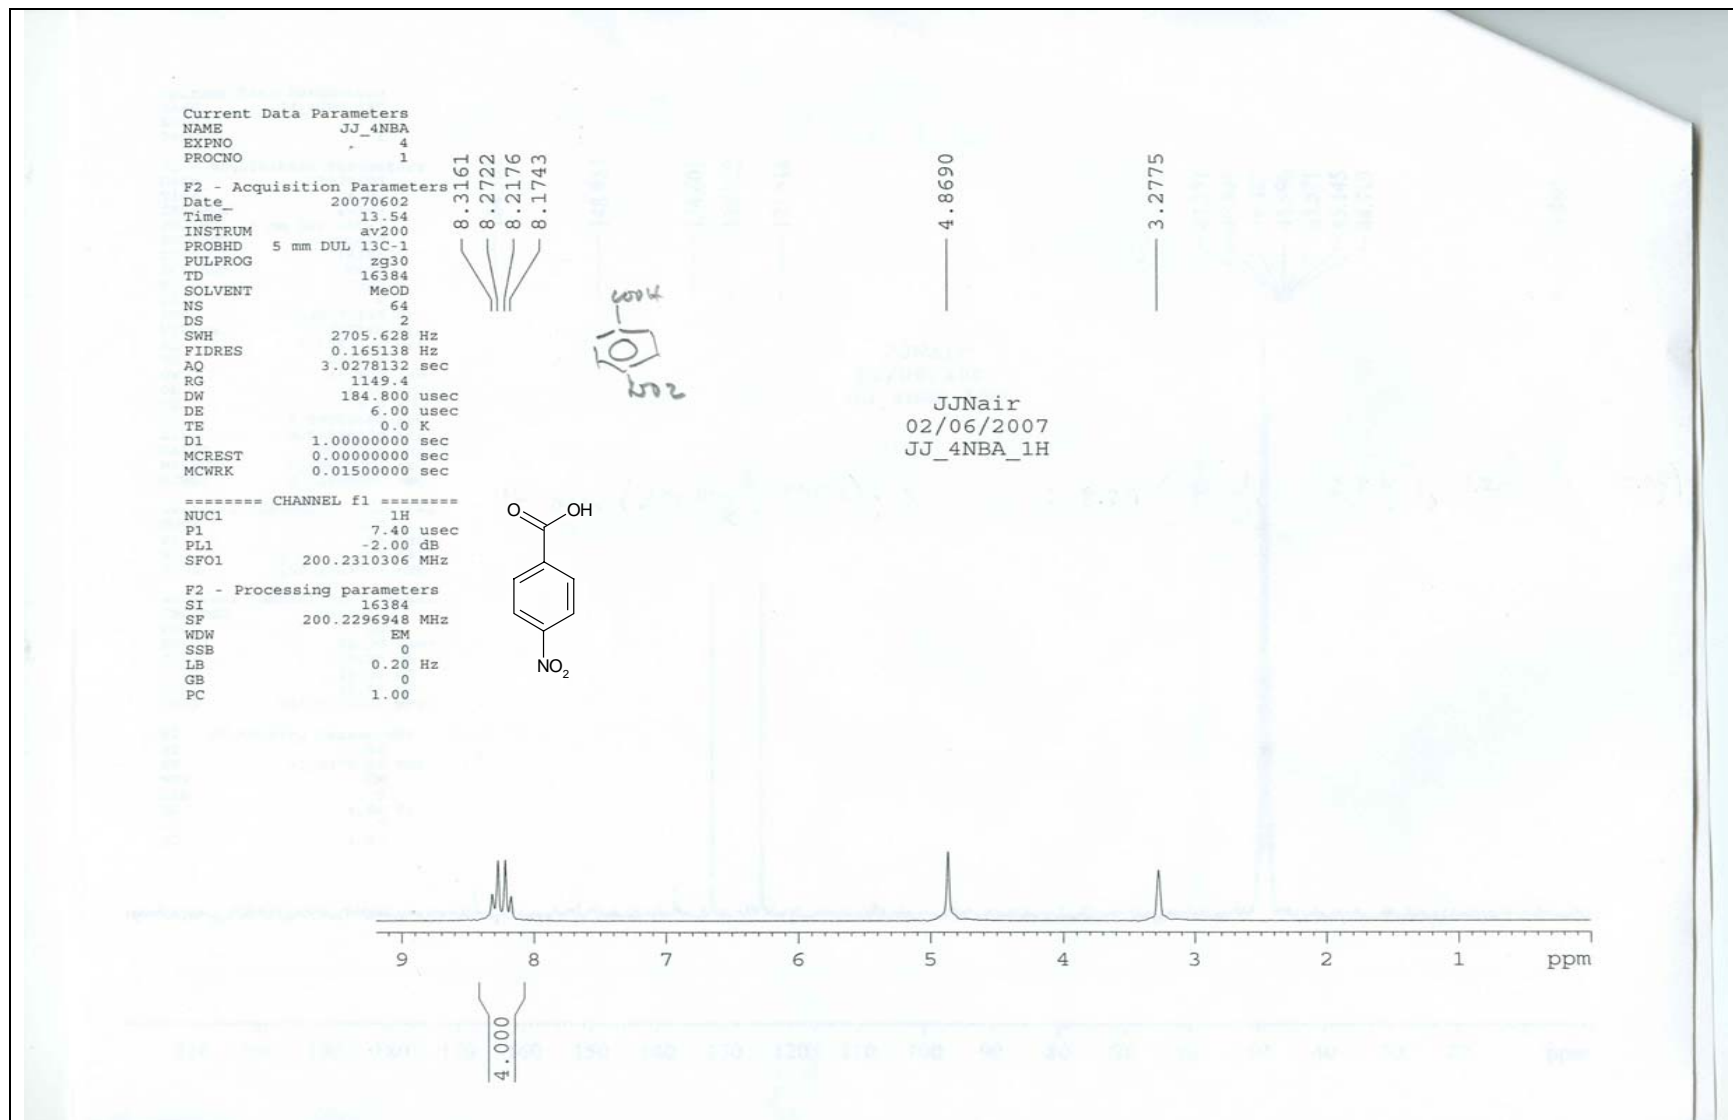 Current Data Parameters
NAME JJ_4NBA
EXPNO 4
PROCNO 1
F2 - Acquisition Parameters
Date_ 20070602
Time 13.54
INSTRUM av200
PROBHD 5 mm DUL 13C-1
PULPROG zg30
TD 16384
SOLVENT MeOD
NS 64
DS 2
SWH 2705.628 Hz
FIDRES 0.165138 Hz
AQ 3.0278132 sec
RG 1149.4
DW 184.800 usec
DE 6.00 usec
TE 0.0 K
D1 1.00000000 sec
MCREST 0.00000000 sec
MCWRK 0.01500000 sec
======== CHANNEL f1 ========
NUC1 1H
P1 7.40 usec
PL1 -2.00 dB
SFO1 200.2310306 MHz
F2 - Processing parameters
SI 16384
SF 200.2296948 MHz
WDW EM
SSB 0
LB 0.20 Hz
GB 0
PC 1.00
8.3161
8.2722
8.2176
8.1743
4.8690
3.2775
COOH
NO2
JJNair
02/06/2007
JJ_4NBA_1H
O OH
NO2
9 8 7 6 5 4 3 2 1 ppm
4.000